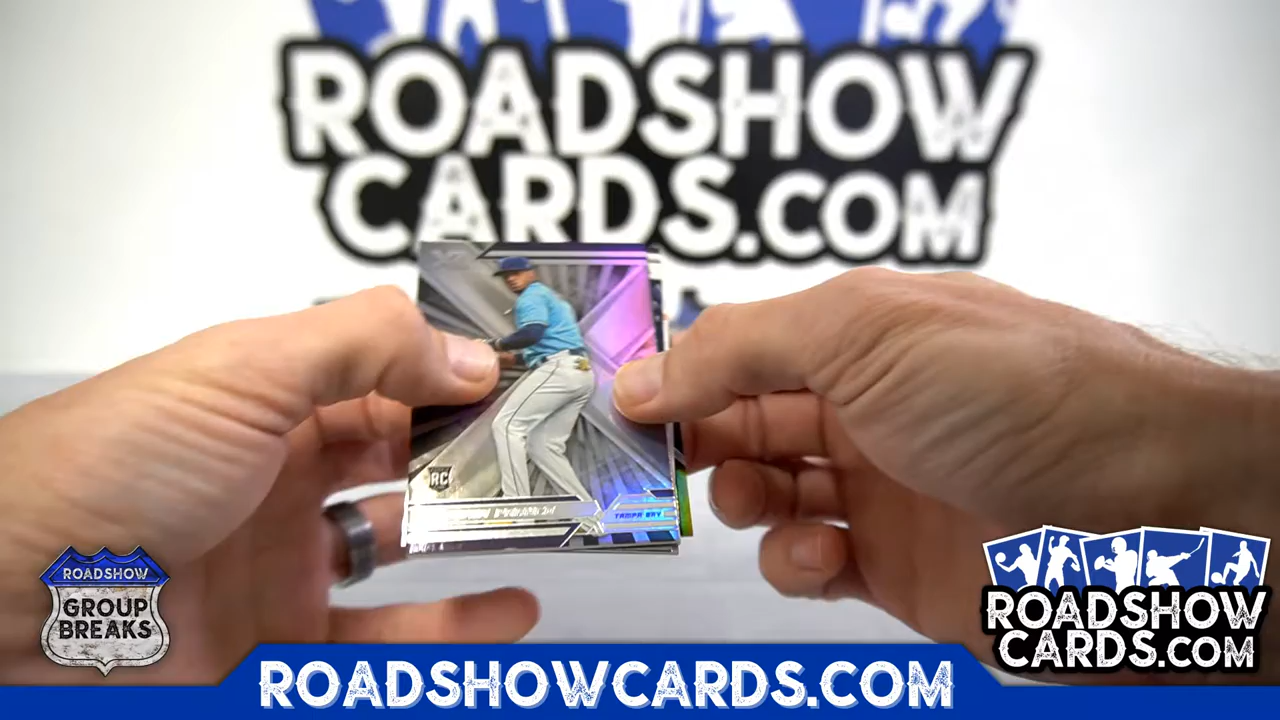 ROADSHOW
CARDS.COM
RC
TAMPA BAY
ROADSHOW
GROUP
BREAKS
ROADSHOW
CARDS.COM
ROADSHOWCARDS.COM